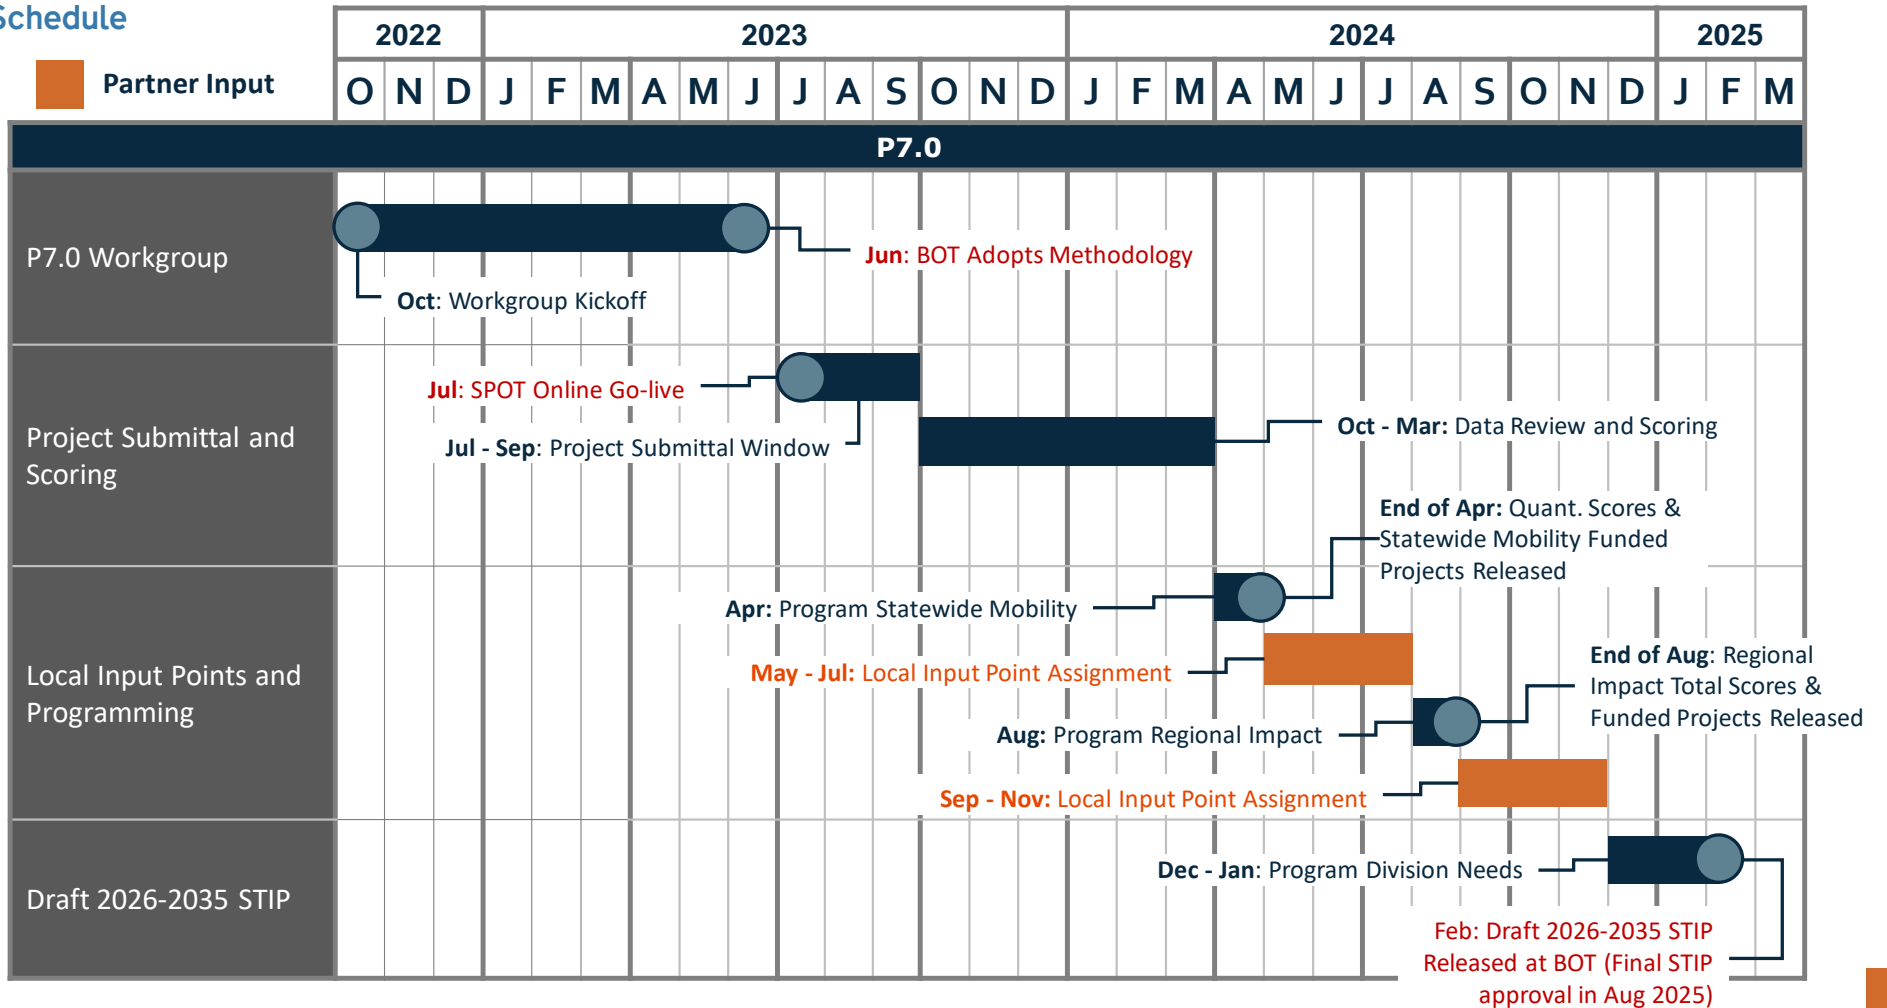 Schedule
Partner Input
2022 2023 2024 2025
O N D J F M A M J J A S O N D J F M A M J J A S O N D J F M
P7.0
P7.0 Workgroup
Jun: BOT Adopts Methodology
Oct: Workgroup Kickoff
Project Submittal and
Scoring
Jul: SPOT Online Go-live
Jul - Sep: Project Submittal Window
Oct - Mar: Data Review and Scoring
End of Apr: Quant. Scores &
Statewide Mobility Funded
Projects Released
Local Input Points and
Programming
Apr: Program Statewide Mobility
May - Jul: Local Input Point Assignment
End of Aug: Regional
Impact Total Scores &
Funded Projects Released
Aug: Program Regional Impact
Sep - Nov: Local Input Point Assignment
Draft 2026-2035 STIP
Dec - Jan: Program Division Needs
Feb: Draft 2026-2035 STIP
Released at BOT (Final STIP
approval in Aug 2025)